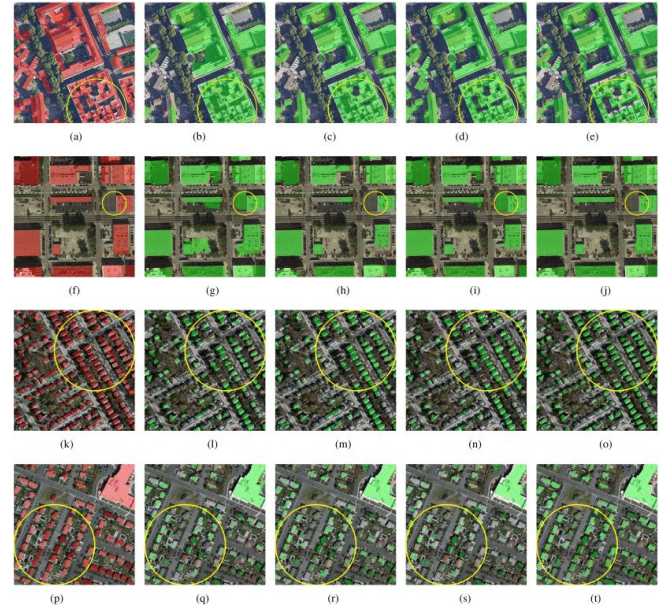 (a) (b) (c) (d) (e)
(f) (g) (h) (i) (j)
(k) (l) (m) (n) (o)
(p) (q) (r) (s) (t)